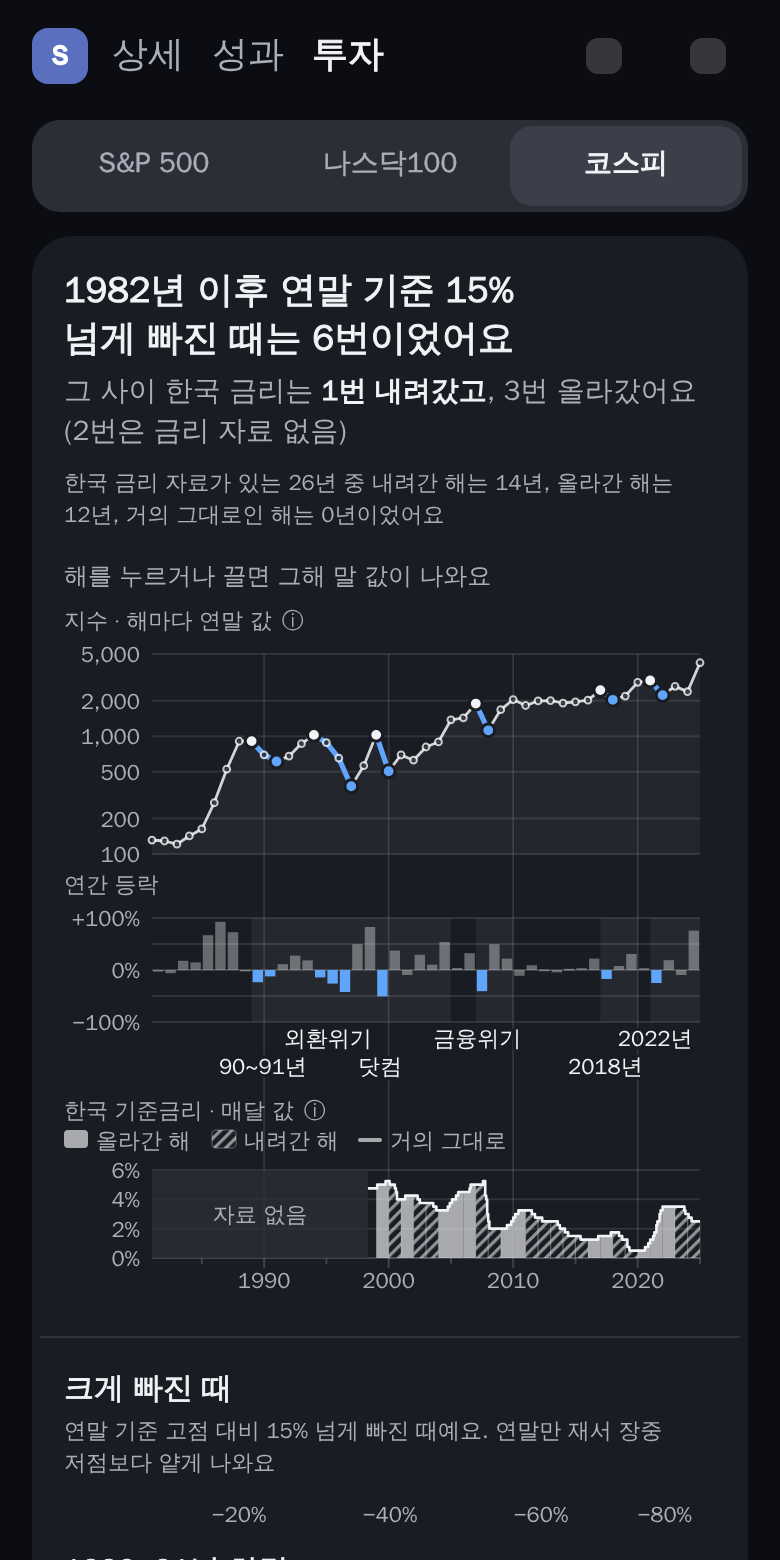 S 상세 성과 투자
S&P 500 나스닥100 코스피
1982년 이후 연말 기준 15%
넘게 빠진 때는 6번이었어요
그 사이 한국 금리는 1번 내려갔고, 3번 올라갔어요
(2번은 금리 자료 없음)
한국 금리 자료가 있는 26년 중 내려간 해는 14년, 올라간 해는
12년, 거의 그대로인 해는 0년이었어요
해를 누르거나 끌면 그해 말 값이 나와요
지수 · 해마다 연말 값 ⓘ
5,000
2,000
1,000
500
200
100
연간 등락
+100%
0%
−100%
외환위기 금융위기 2022년
90~91년 닷컴 2018년
한국 기준금리 · 매달 값 ⓘ
올라간 해 내려간 해 거의 그대로
6%
4%
자료 없음
2%
0%
1990 2000 2010 2020
크게 빠진 때
연말 기준 고점 대비 15% 넘게 빠진 때예요. 연말만 재서 장중
저점보다 얕게 나와요
−20% −40% −60% −80%